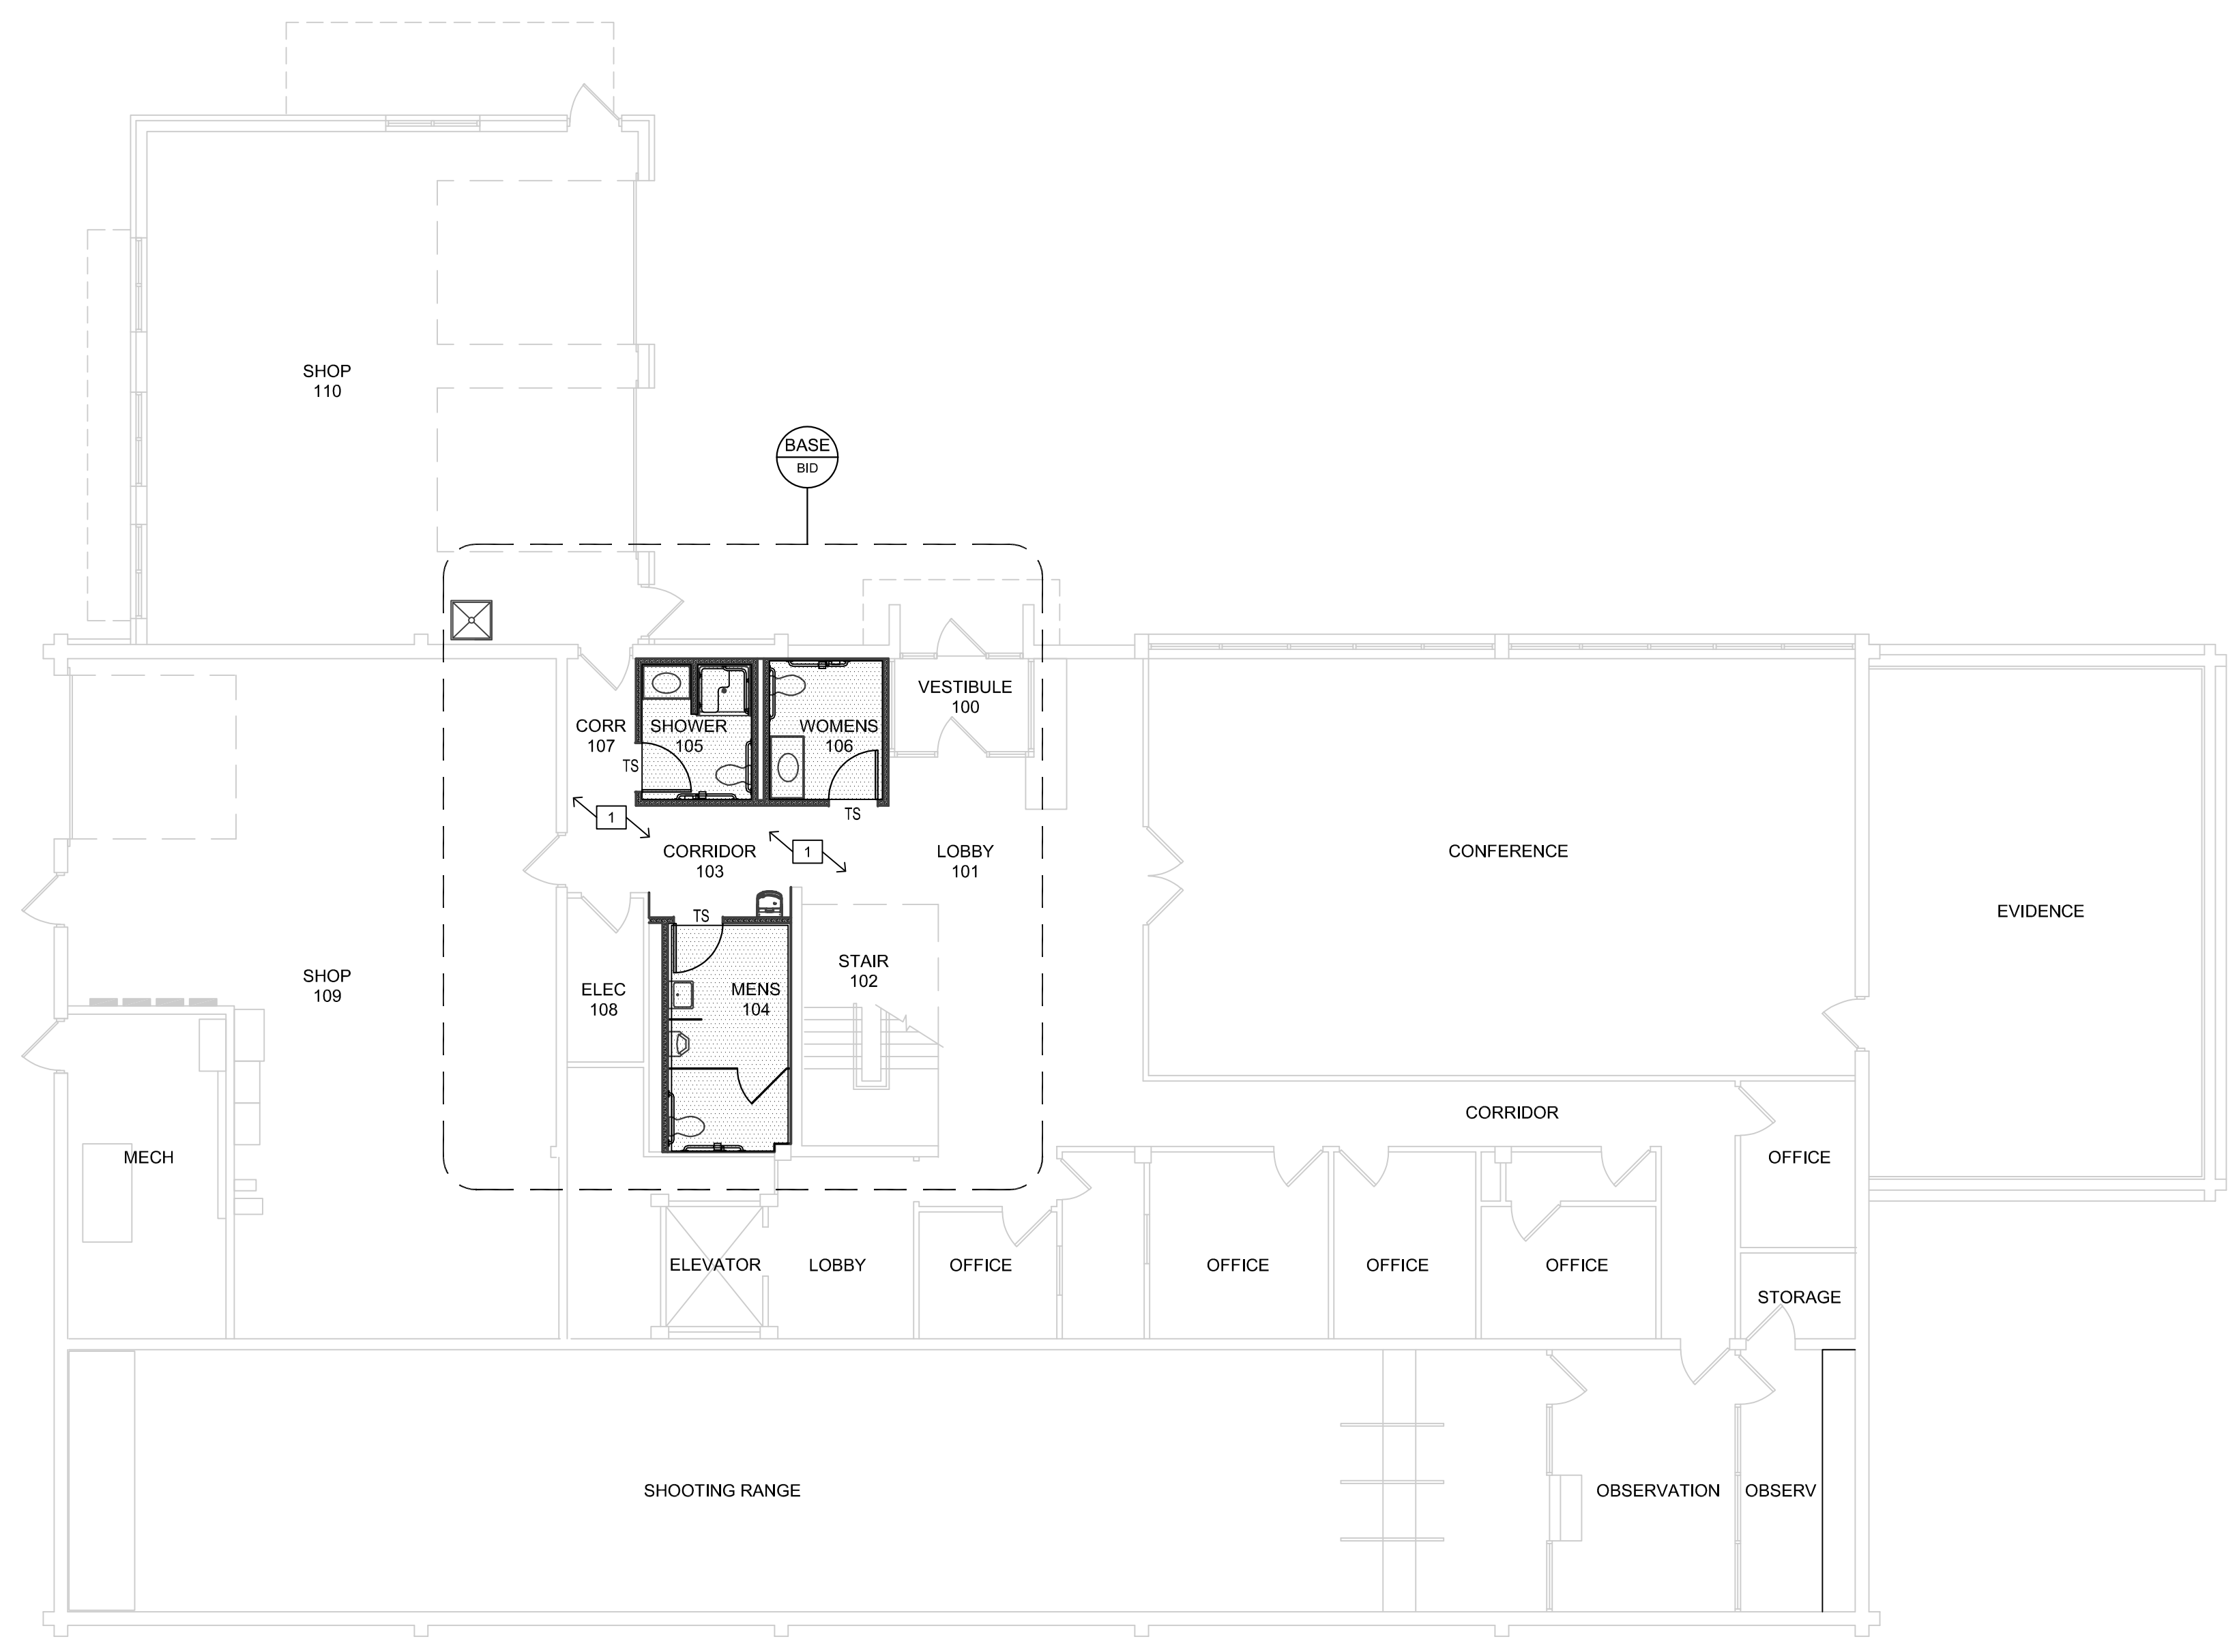 SHOP
110
BASE
BID
VESTIBULE
100
CORR
107
SHOWER
105
WOMENS
106
TS
TS
1
1
CORRIDOR
103
LOBBY
101
CONFERENCE
EVIDENCE
TS
SHOP
109
ELEC
108
MENS
104
STAIR
102
CORRIDOR
MECH
OFFICE
ELEVATOR
LOBBY
OFFICE
OFFICE
OFFICE
OFFICE
STORAGE
SHOOTING RANGE
OBSERVATION
OBSERV